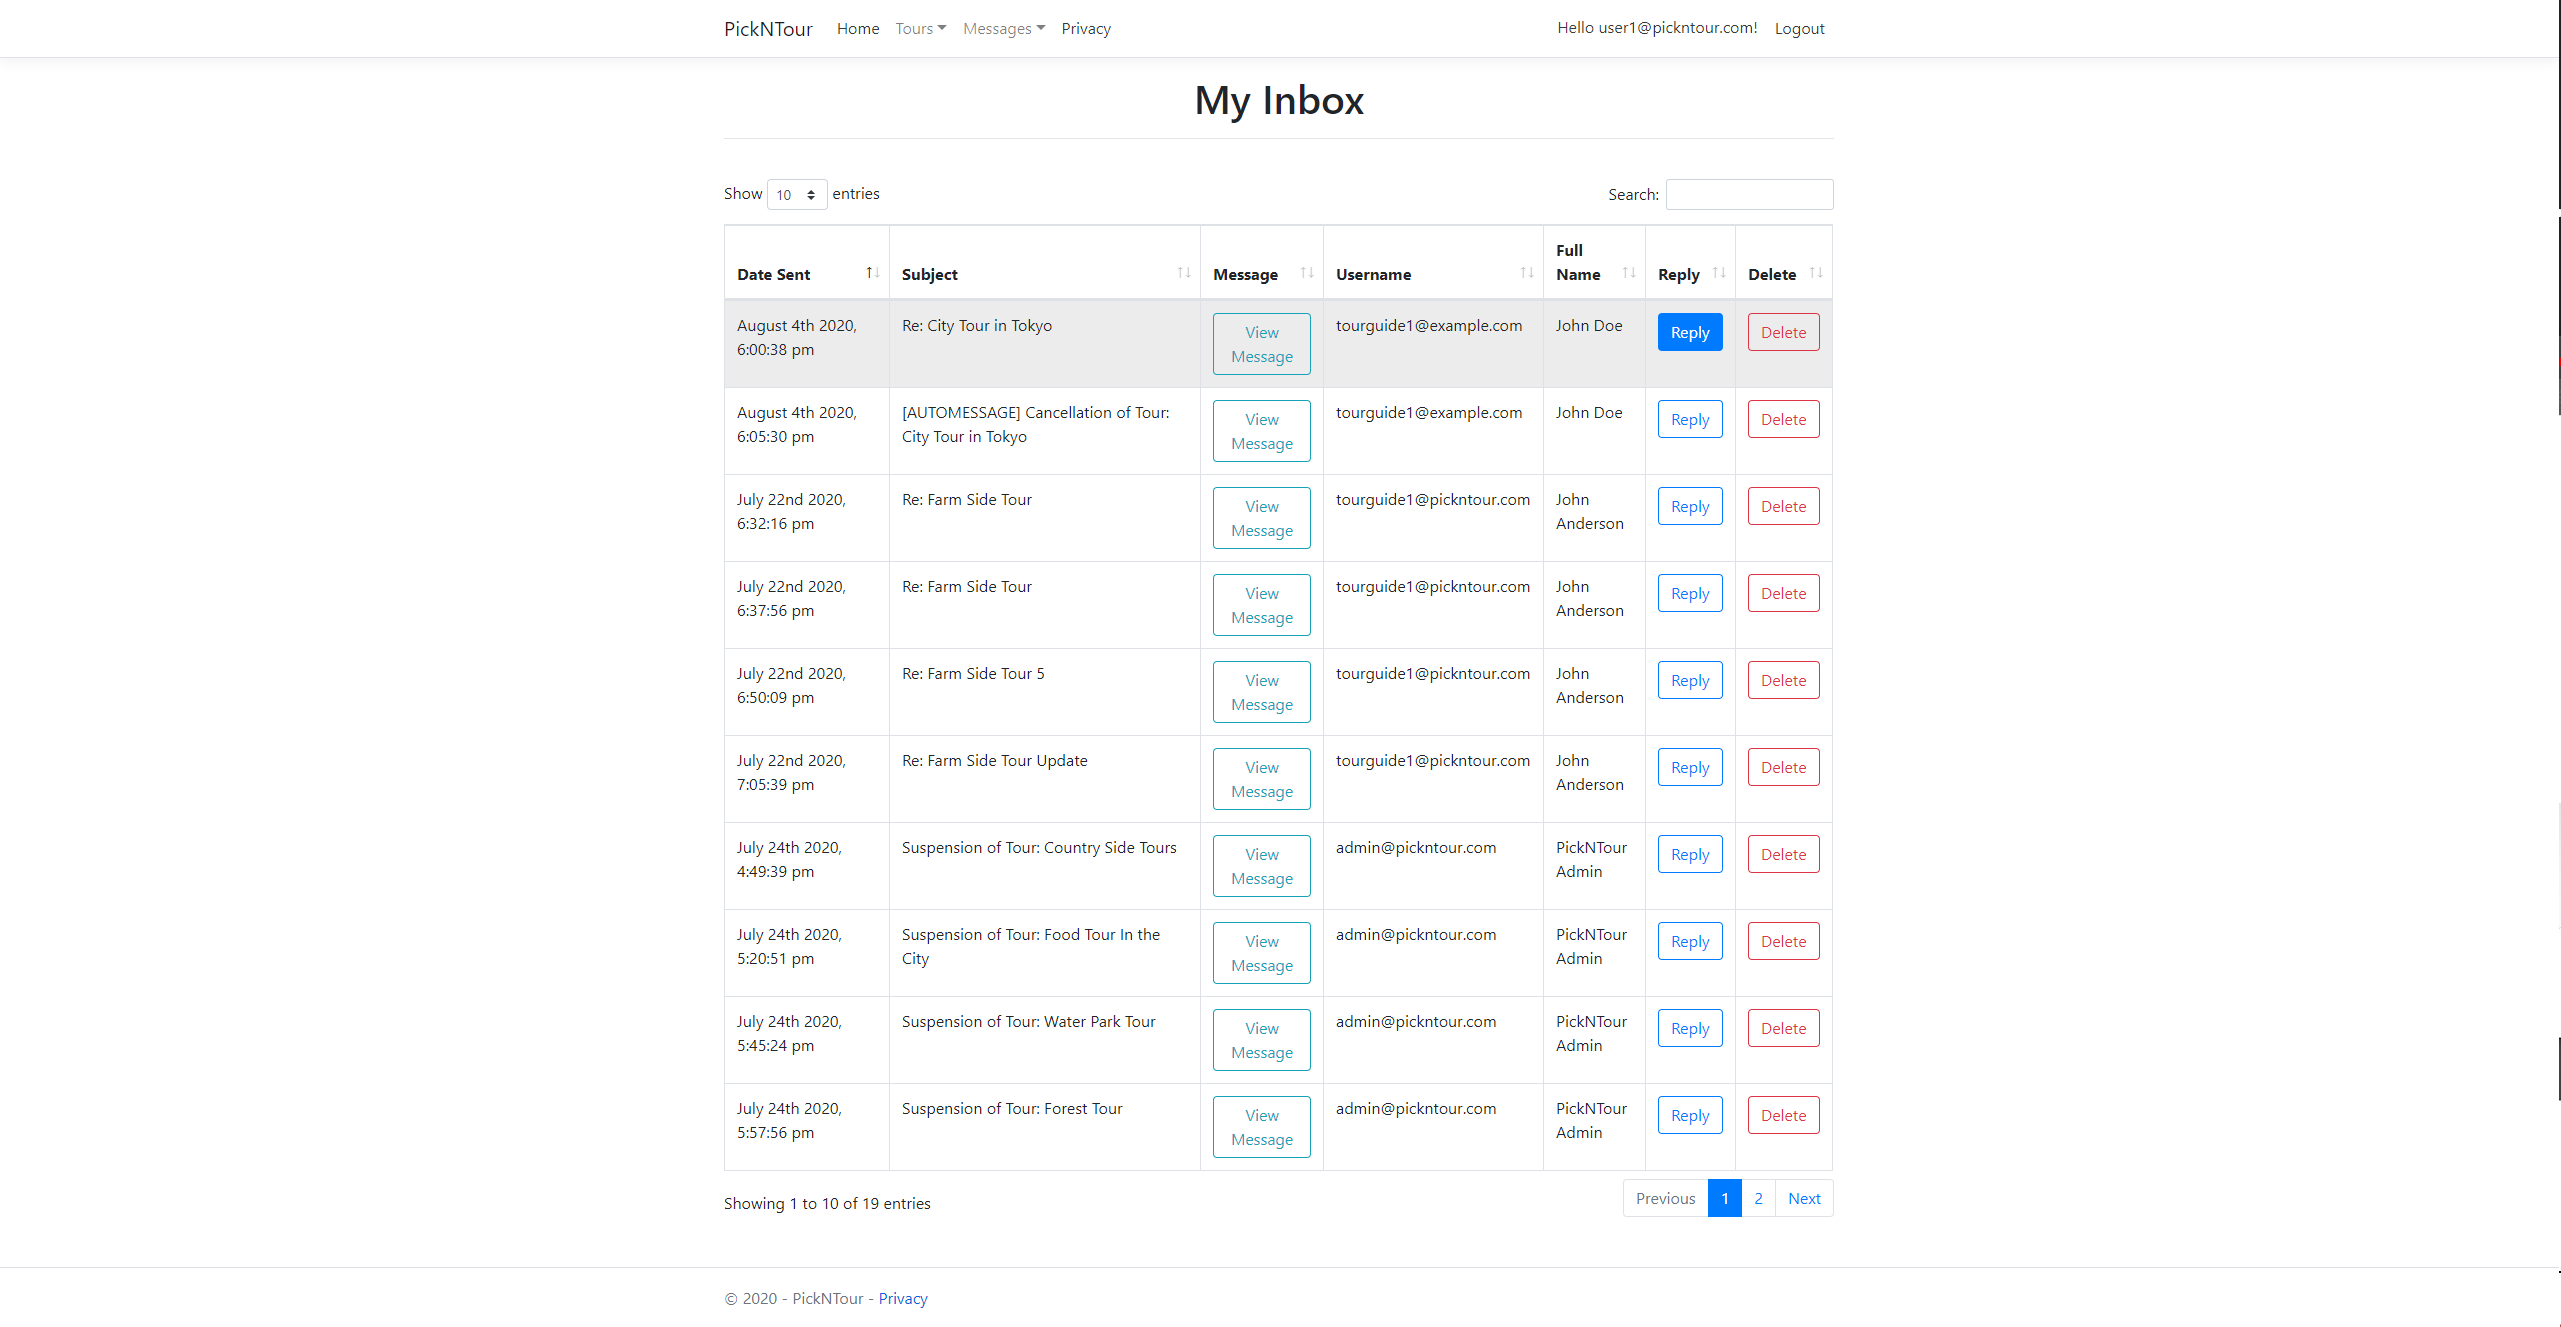 PickNTour Home Tours Messages Privacy Hello user1@pickntour.com! Logout
My Inbox
Show 10 entries Search:
Date Sent Subject Message Username Full Name Reply Delete
August 4th 2020, 6:00:38 pm Re: City Tour in Tokyo View Message tourguide1@example.com John Doe Reply Delete
August 4th 2020, 6:05:30 pm [AUTOMESSAGE] Cancellation of Tour: City Tour in Tokyo View Message tourguide1@example.com John Doe Reply Delete
July 22nd 2020, 6:32:16 pm Re: Farm Side Tour View Message tourguide1@pickntour.com John Anderson Reply Delete
July 22nd 2020, 6:37:56 pm Re: Farm Side Tour View Message tourguide1@pickntour.com John Anderson Reply Delete
July 22nd 2020, 6:50:09 pm Re: Farm Side Tour 5 View Message tourguide1@pickntour.com John Anderson Reply Delete
July 22nd 2020, 7:05:39 pm Re: Farm Side Tour Update View Message tourguide1@pickntour.com John Anderson Reply Delete
July 24th 2020, 4:49:39 pm Suspension of Tour: Country Side Tours View Message admin@pickntour.com PickNTour Admin Reply Delete
July 24th 2020, 5:20:51 pm Suspension of Tour: Food Tour In the City View Message admin@pickntour.com PickNTour Admin Reply Delete
July 24th 2020, 5:45:24 pm Suspension of Tour: Water Park Tour View Message admin@pickntour.com PickNTour Admin Reply Delete
July 24th 2020, 5:57:56 pm Suspension of Tour: Forest Tour View Message admin@pickntour.com PickNTour Admin Reply Delete
Showing 1 to 10 of 19 entries Previous 1 2 Next
© 2020 - PickNTour - Privacy